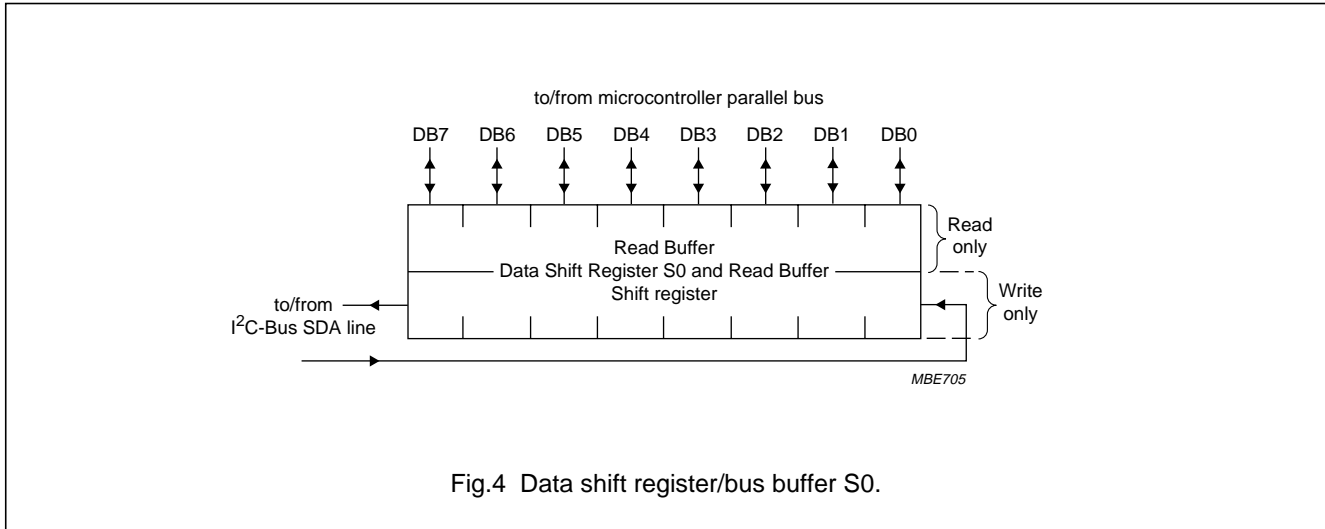 to/from microcontroller parallel bus
DB7 DB6 DB5 DB4 DB3 DB2 DB1 DB0
Read Buffer
Data Shift Register S0 and Read Buffer
Shift register
Read
only
Write
only
to/from
I²C-Bus SDA line
MBE705
Fig.4 Data shift register/bus buffer S0.